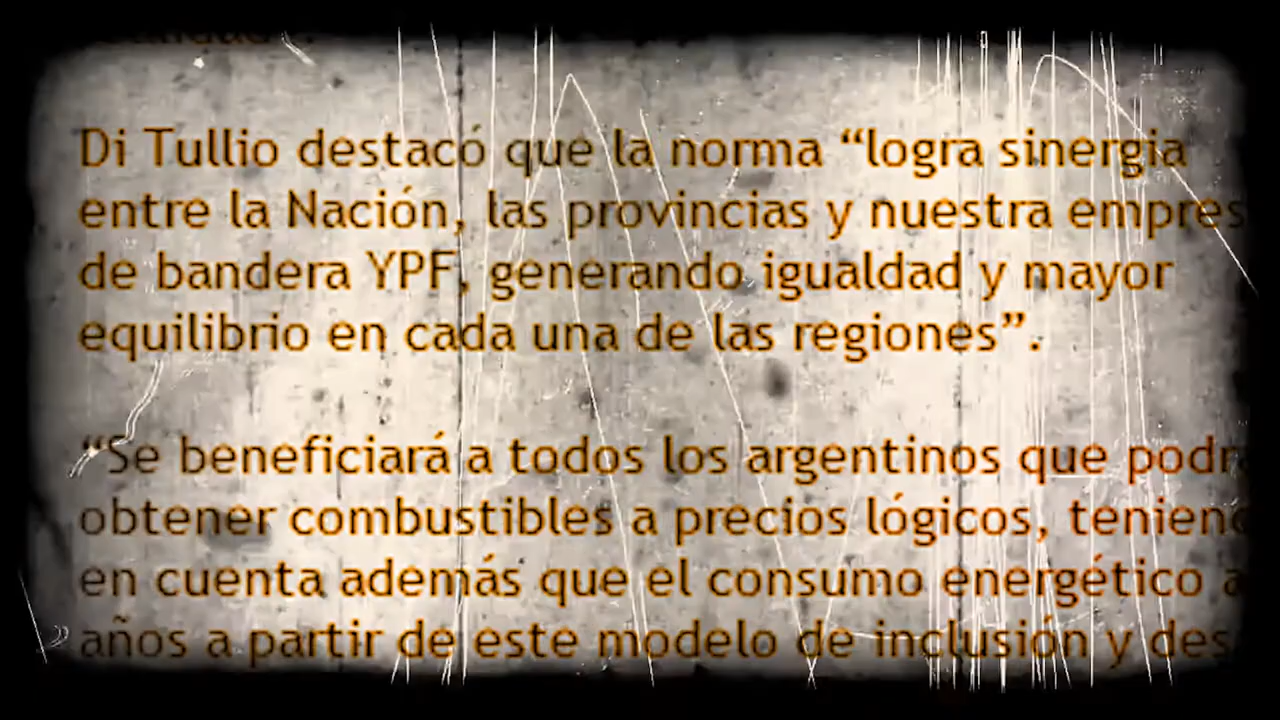 Di Tullio destacó que la norma “logra sinergia
entre la Nación, las provincias y nuestra empres
de bandera YPF, generando igualdad y mayor
equilibrio en cada una de las regiones”.
“Se beneficiará a todos los argentinos que podr
obtener combustibles a precios lógicos, teniend
en cuenta además que el consumo energético a
años a partir de este modelo de inclusión y des